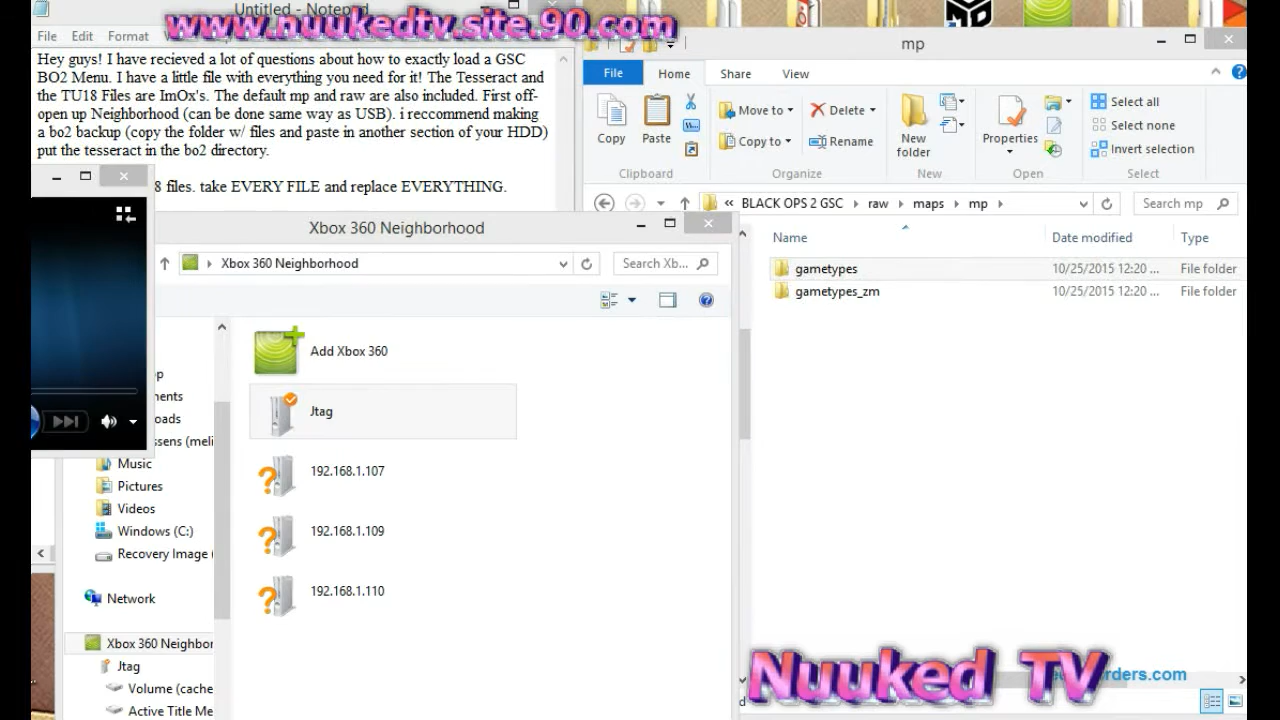 Untitled - Notepad
www.nuukedtv.site.90.com
File Edit Format
Hey guys! I have recieved a lot of questions about how to exactly load a GSC
BO2 Menu. I have a little file with everything you need for it! The Tesseract and
the TU18 Files are ImOx's. The default mp and raw are also included. First off-
open up Neighborhood (can be done same way as USB). i reccommend making
a bo2 backup (copy the folder w/ files and paste in another section of your HDD)
put the tesseract in the bo2 directory.
8 files. take EVERY FILE and replace EVERYTHING.
mp
File Home Share View
Copy
Paste
Clipboard
Move to
Copy to
Delete
Rename
Organize
New
folder
New
Properties
Open
Select all
Select none
Invert selection
Select
« BLACK OPS 2 GSC raw maps mp
Search mp
Name Date modified Type
gametypes 10/25/2015 12:20 ... File folder
gametypes_zm 10/25/2015 12:20 ... File folder
Xbox 360 Neighborhood
Xbox 360 Neighborhood
Search Xb...
Add Xbox 360
Jtag
192.168.1.107
192.168.1.109
192.168.1.110
Music
Pictures
Videos
Windows (C:)
Recovery Image (
Network
Xbox 360 Neighbor
Jtag
Volume (cache
Active Title Me
Nuuked TV
rders.com